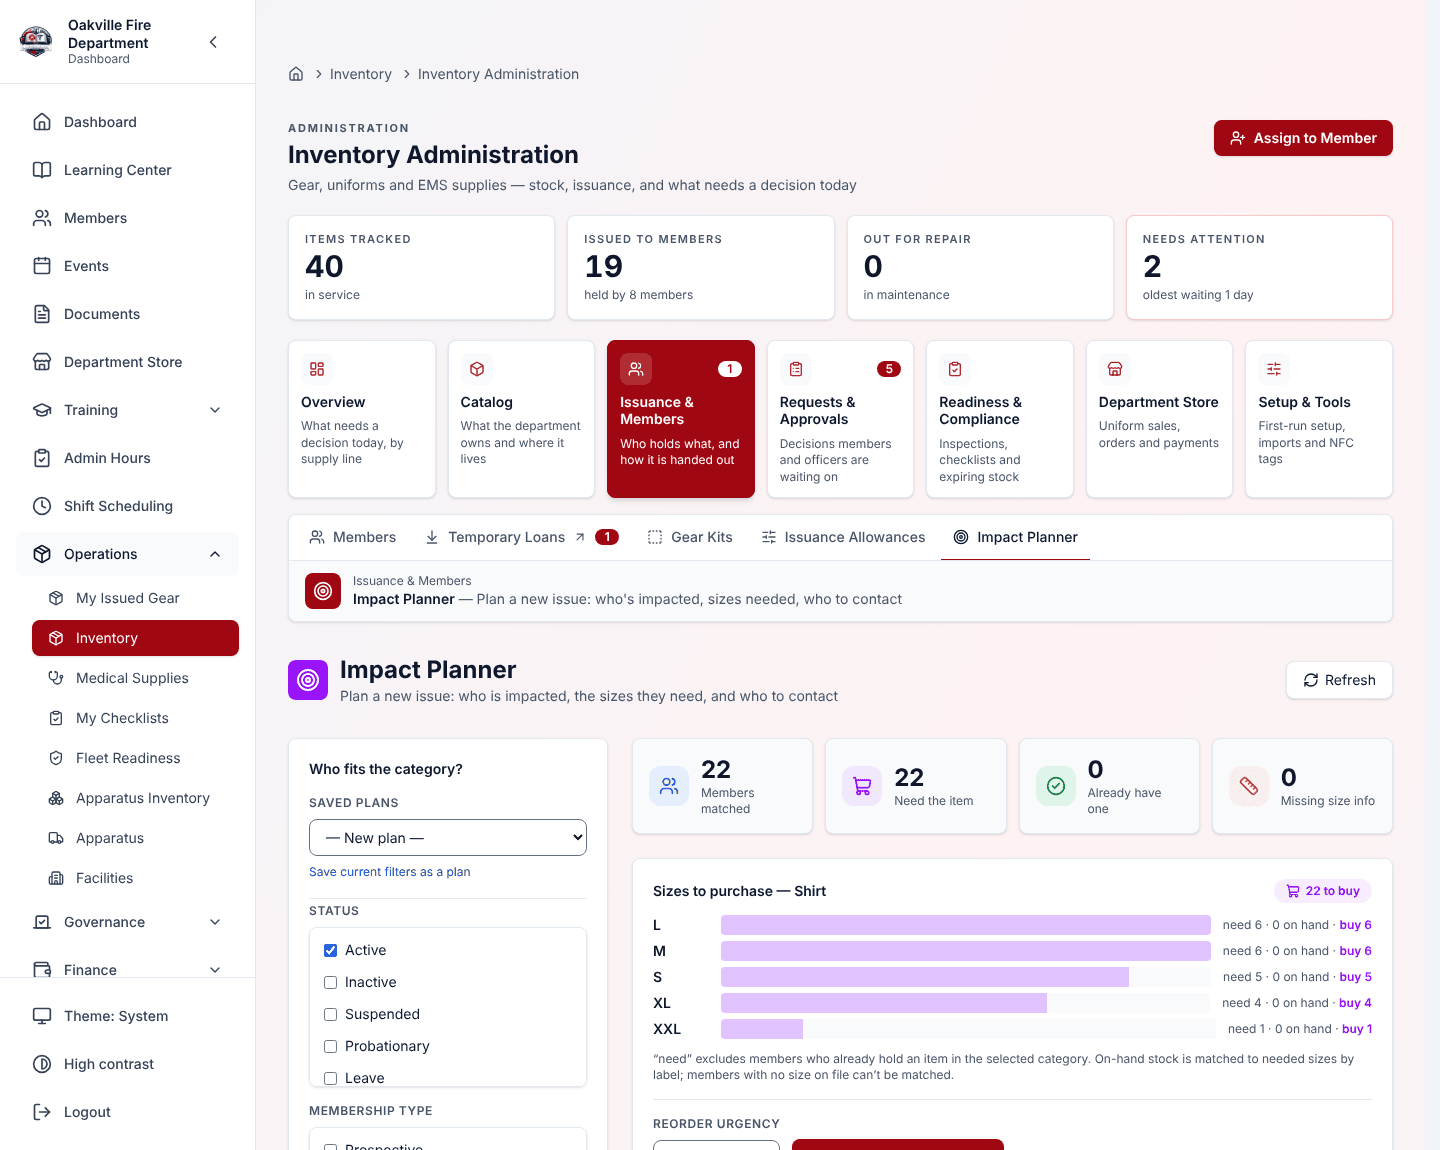 Oakville Fire
Department
Dashboard
Dashboard
Learning Center
Members
Events
Documents
Department Store
Training
Admin Hours
Shift Scheduling
Operations
My Issued Gear
Inventory
Medical Supplies
My Checklists
Fleet Readiness
Apparatus Inventory
Apparatus
Facilities
Governance
Finance
Theme: System
High contrast
Logout
Inventory
Inventory Administration
ADMINISTRATION
Inventory Administration
Gear, uniforms and EMS supplies — stock, issuance, and what needs a decision today
Assign to Member
ITEMS TRACKED
40
in service
ISSUED TO MEMBERS
19
held by 8 members
OUT FOR REPAIR
0
in maintenance
NEEDS ATTENTION
2
oldest waiting 1 day
Overview
What needs a
decision today, by
supply line
Catalog
What the department
owns and where it
lives
1
Issuance &
Members
Who holds what, and
how it is handed out
5
Requests &
Approvals
Decisions members
and officers are
waiting on
Readiness &
Compliance
Inspections,
checklists and
expiring stock
Department Store
Uniform sales,
orders and payments
Setup & Tools
First-run setup,
imports and NFC
tags
Members
Temporary Loans
1
Gear Kits
Issuance Allowances
Impact Planner
Issuance & Members
Impact Planner — Plan a new issue: who's impacted, sizes needed, who to contact
Impact Planner
Plan a new issue: who is impacted, the sizes they need, and who to contact
Refresh
Who fits the category?
SAVED PLANS
— New plan —
Save current filters as a plan
STATUS
Active
Inactive
Suspended
Probationary
Leave
MEMBERSHIP TYPE
Prospective
22
Members
matched
22
Need the item
0
Already have
one
0
Missing size info
Sizes to purchase — Shirt
22 to buy
L need 6 · 0 on hand · buy 6
M need 6 · 0 on hand · buy 6
S need 5 · 0 on hand · buy 5
XL need 4 · 0 on hand · buy 4
XXL need 1 · 0 on hand · buy 1
“need” excludes members who already hold an item in the selected category. On-hand stock is matched to needed sizes by
label; members with no size on file can’t be matched.
REORDER URGENCY